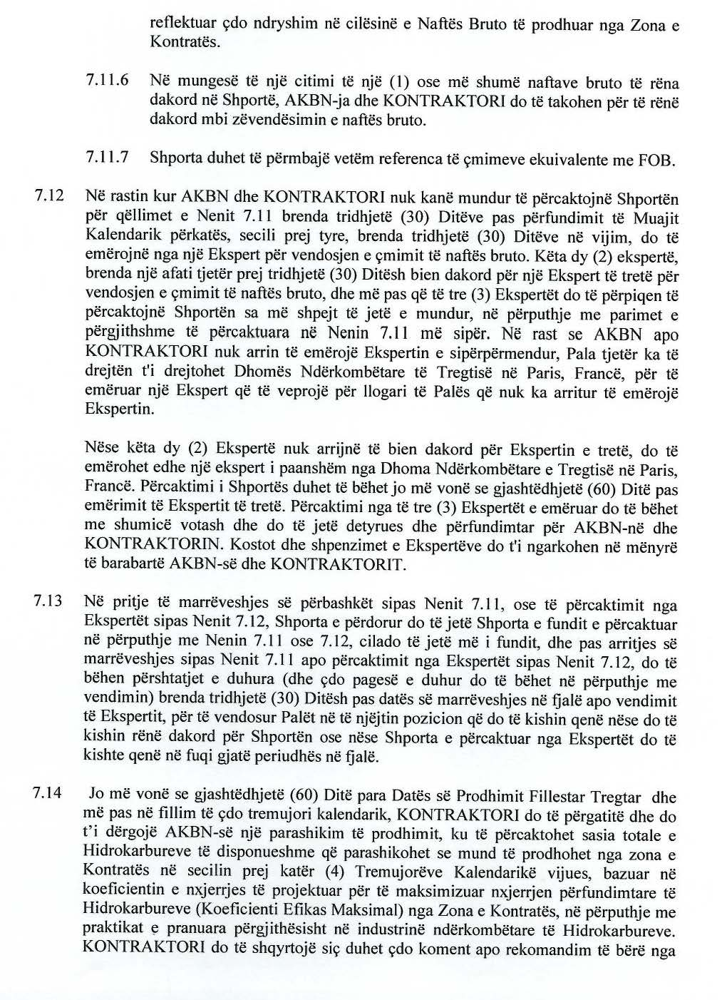 reflektuar çdo ndryshim në cilësinë e Naftës Bruto të prodhuar nga Zona e
Kontratës.
7.11.6 Në mungesë të një citimi të një (1) ose më shumë naftave bruto të rëna
dakord në Shportë, AKBN-ja dhe KONTRAKTORI do të takohen për të rënë
dakord mbi zëvendësimin e naftës bruto.
7.11.7 Shporta duhet të përmbajë vetëm referenca të çmimeve ekuivalente me FOB.
7.12 Në rastin kur AKBN dhe KONTRAKTORI nuk kanë mundur të përcaktojnë Shportën
për qëllimet e Nenit 7.11 brenda tridhjetë (30) Ditëve pas përfundimit të Muajit
Kalendarik përkatës, secili prej tyre, brenda tridhjetë (30) Ditëve në vijim, do të
emërojnë nga një Ekspert për vendosjen e çmimit të naftës bruto. Këta dy (2) ekspertë,
brenda një afati tjetër prej tridhjetë (30) Ditësh bien dakord për një Ekspert të tretë për
vendosjen e çmimit të naftës bruto, dhe më pas që të tre (3) Ekspertët do të përpiqen të
përcaktojnë Shportën sa më shpejt të jetë e mundur, në përputhje me parimet e
përgjithshme të përcaktuara në Nenin 7.11 më sipër. Në rast se AKBN apo
KONTRAKTORI nuk arrin të emërojë Ekspertin e sipërpërmendur, Pala tjetër ka të
drejtën t'i drejtohet Dhomës Ndërkombëtare të Tregtisë në Paris, Francë, për të
emëruar një Ekspert që të veprojë për llogari të Palës që nuk ka arritur të emërojë
Ekspertin.
Nëse këta dy (2) Ekspertë nuk arrijnë të bien dakord për Ekspertin e tretë, do të
emërohet edhe një ekspert i paanshëm nga Dhoma Ndërkombëtare e Tregtisë në Paris,
Francë. Përcaktimi i Shportës duhet të bëhet jo më vonë se gjashtëdhjetë (60) Ditë pas
emërimit të Ekspertit të tretë. Përcaktimi nga të tre (3) Ekspertët e emëruar do të bëhet
me shumicë votash dhe do të jetë detyrues dhe përfundimtar për AKBN-në dhe
KONTRAKTORIN. Kostot dhe shpenzimet e Ekspertëve do t'i ngarkohen në mënyrë
të barabartë AKBN-së dhe KONTRAKTORIT.
7.13 Në pritje të marrëveshjes së përbashkët sipas Nenit 7.11, ose të përcaktimit nga
Ekspertët sipas Nenit 7.12, Shporta e përdorur do të jetë Shporta e fundit e përcaktuar
në përputhje me Nenin 7.11 ose 7.12, cilado të jetë më i fundit, dhe pas arritjes së
marrëveshjes sipas Nenit 7.11 apo përcaktimit nga Ekspertët sipas Nenit 7.12, do të
bëhen përshtatjet e duhura (dhe çdo pagesë e duhur do të bëhet në përputhje me
vendimin) brenda tridhjetë (30) Ditësh pas datës së marrëveshjes në fjalë apo vendimit
të Ekspertit, për të vendosur Palët në të njëjtin pozicion që do të kishin qenë nëse do të
kishin rënë dakord për Shportën ose nëse Shporta e përcaktuar nga Ekspertët do të
kishte qenë në fuqi gjatë periudhës në fjalë.
7.14 Jo më vonë se gjashtëdhjetë (60) Ditë para Datës së Prodhimit Fillestar Tregtar dhe
më pas në fillim të çdo tremujori kalendarik, KONTRAKTORI do të përgatitë dhe do
t’i dërgojë AKBN-së një parashikim të prodhimit, ku të përcaktohet sasia totale e
Hidrokarbureve të disponueshme që parashikohet se mund të prodhohet nga zona e
Kontratës në secilin prej katër (4) Tremujorëve Kalendarikë vijues, bazuar në
koeficientin e nxjerrjes të projektuar për të maksimizuar nxjerrjen përfundimtare të
Hidrokarbureve (Koeficienti Efikas Maksimal) nga Zona e Kontratës, në përputhje me
praktikat e pranuara përgjithësisht në industrinë ndërkombëtare të Hidrokarbureve.
KONTRAKTORI do të shqyrtojë siç duhet çdo koment apo rekomandim të bërë nga